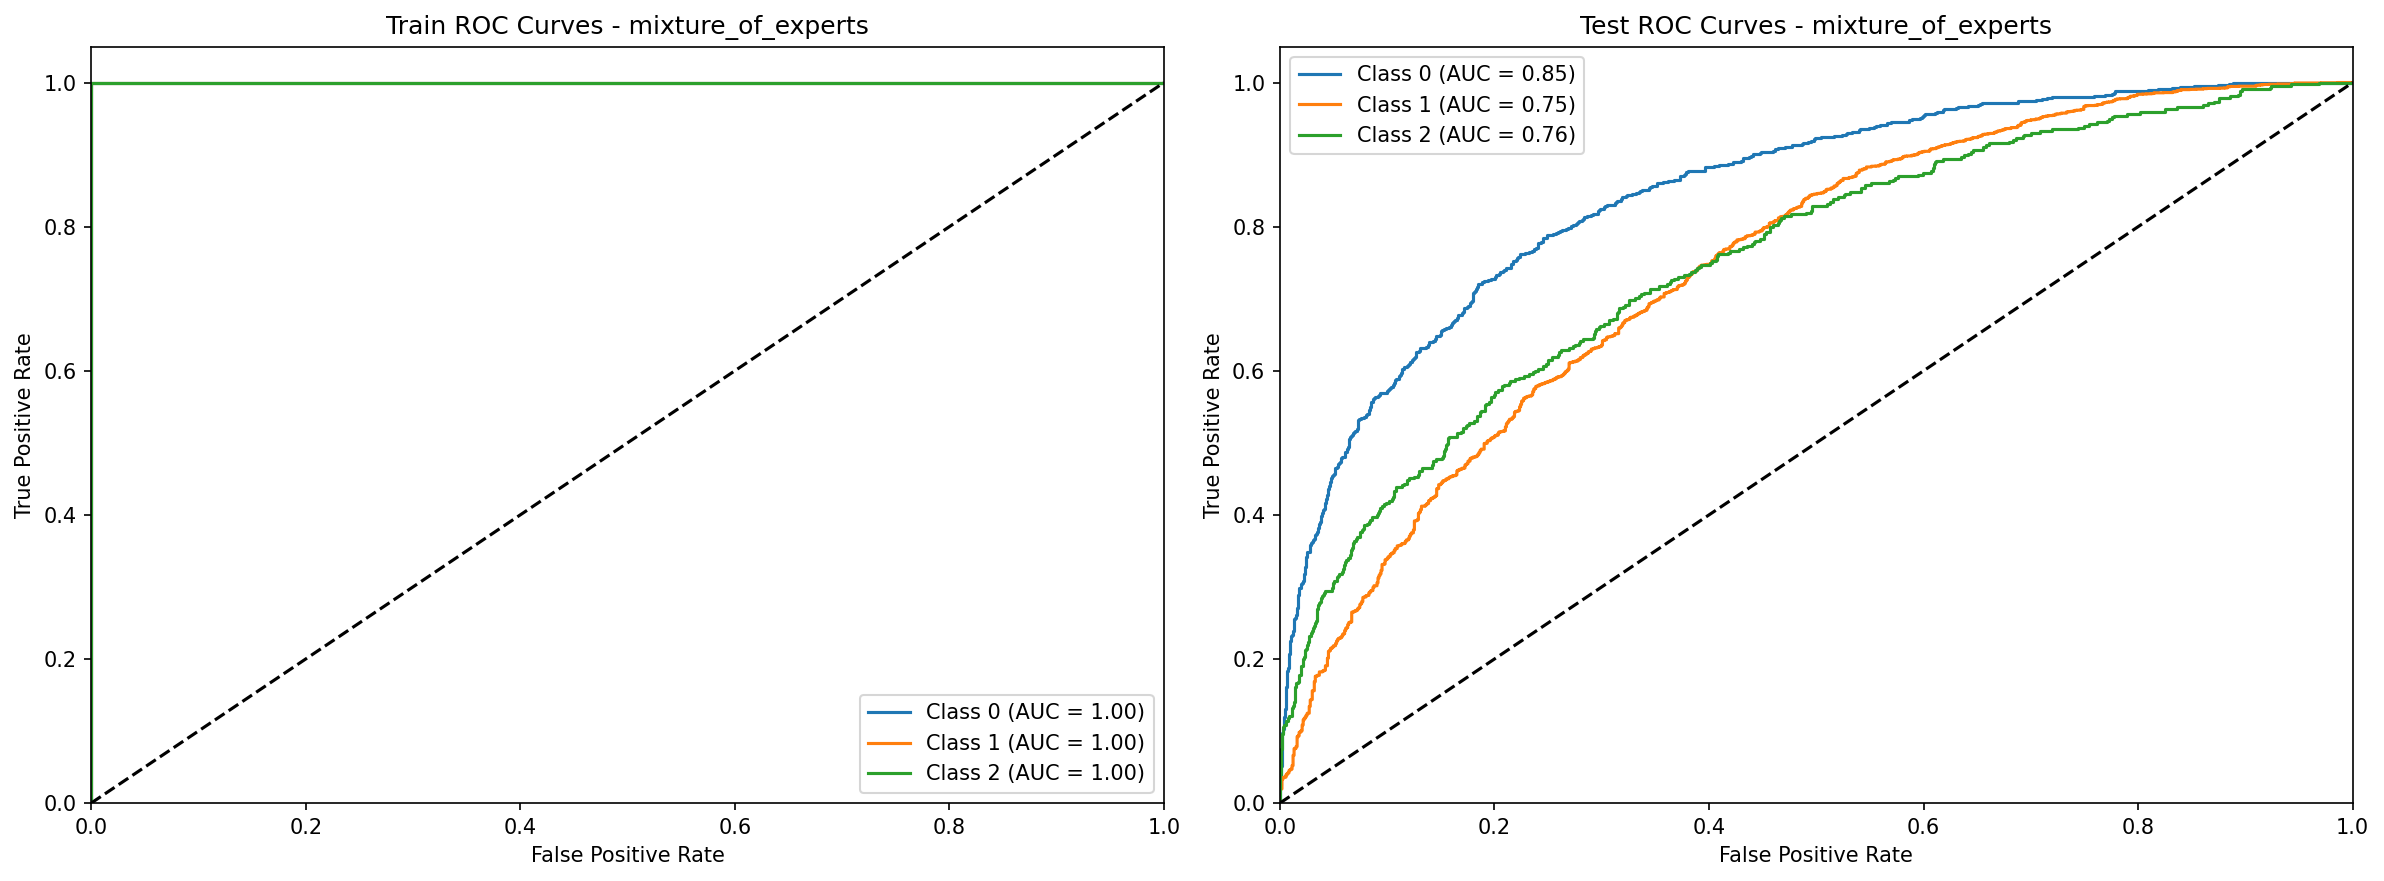 Train ROC Curves - mixture_of_experts
True Positive Rate
1.0
0.8
0.6
0.4
0.2
0.0
Class 0 (AUC = 1.00)
Class 1 (AUC = 1.00)
Class 2 (AUC = 1.00)
0.0 0.2 0.4 0.6 0.8 1.0
False Positive Rate
Test ROC Curves - mixture_of_experts
True Positive Rate
1.0
0.8
0.6
0.4
0.2
0.0
Class 0 (AUC = 0.85)
Class 1 (AUC = 0.75)
Class 2 (AUC = 0.76)
0.0 0.2 0.4 0.6 0.8 1.0
False Positive Rate